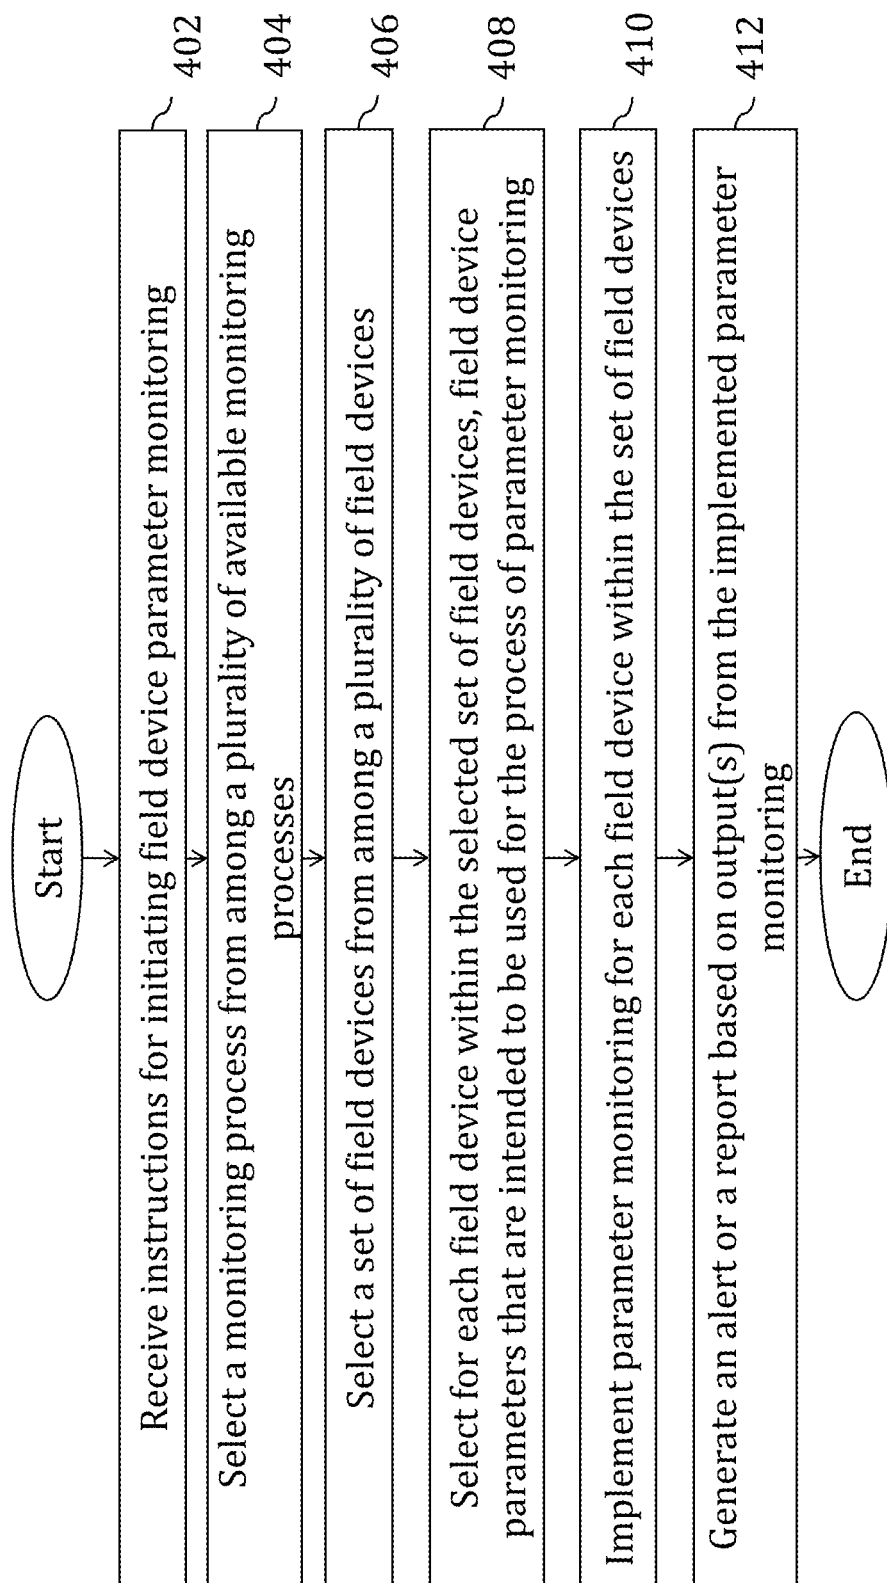 Start
Receive instructions for initiating field device parameter monitoring
402
Select a monitoring process from among a plurality of available monitoring
processes
404
Select a set of field devices from among a plurality of field devices
406
Select for each field device within the selected set of field devices, field device
parameters that are intended to be used for the process of parameter monitoring
408
Implement parameter monitoring for each field device within the set of field devices
410
Generate an alert or a report based on output(s) from the implemented parameter
monitoring
412
End